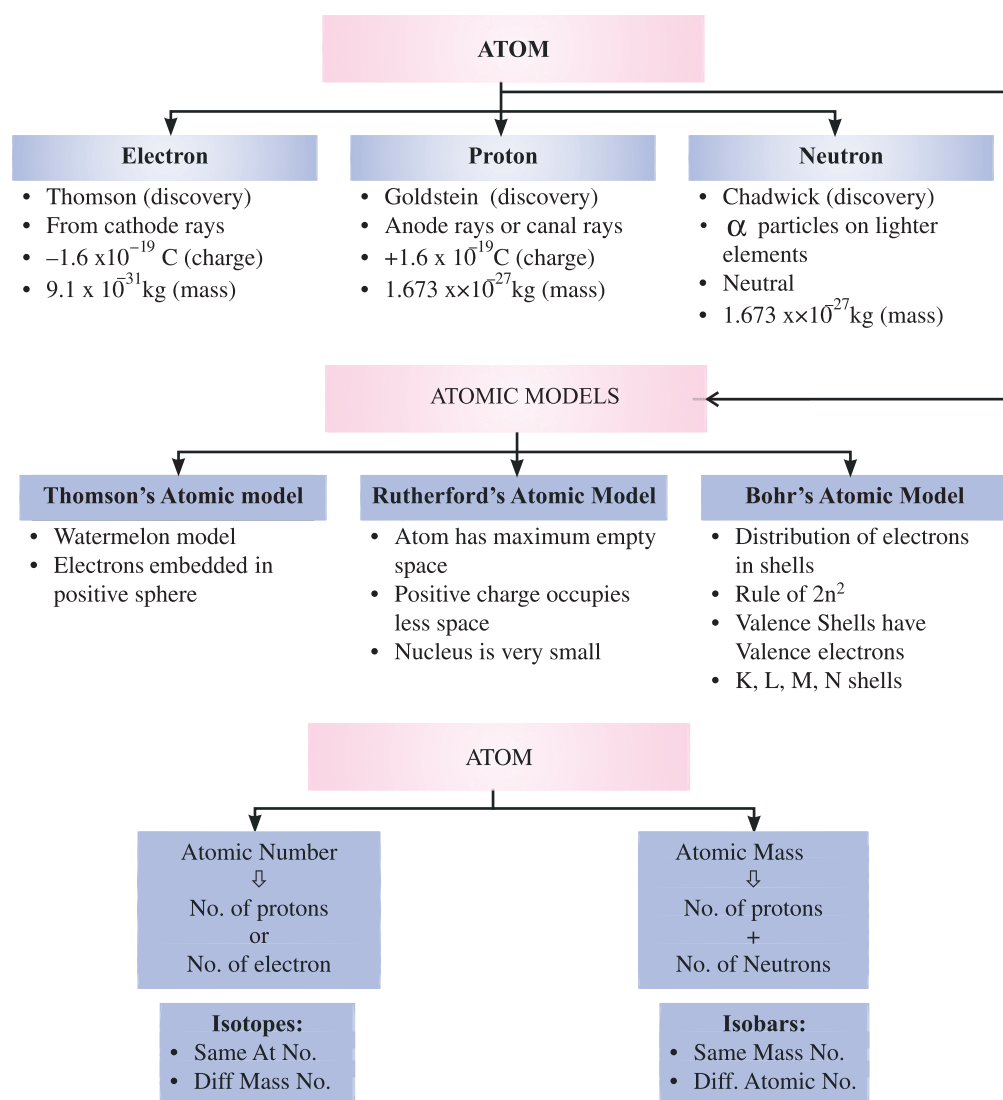 ATOM
Electron
• Thomson (discovery)
• From cathode rays
• –1.6 x10⁻¹⁹ C (charge)
• 9.1 x 10⁻³¹kg (mass)
Proton
• Goldstein (discovery)
• Anode rays or canal rays
• +1.6 x 10⁻¹⁹C (charge)
• 1.673 x×10⁻²⁷kg (mass)
Neutron
• Chadwick (discovery)
• α particles on lighter
elements
• Neutral
• 1.673 x×10⁻²⁷kg (mass)
ATOMIC MODELS
Thomson's Atomic model
• Watermelon model
• Electrons embedded in
positive sphere
Rutherford's Atomic Model
• Atom has maximum empty
space
• Positive charge occupies
less space
• Nucleus is very small
Bohr's Atomic Model
• Distribution of electrons
in shells
• Rule of 2n²
• Valence Shells have
Valence electrons
• K, L, M, N shells
ATOM
Atomic Number
⇩
No. of protons
or
No. of electron
Isotopes:
• Same At No.
• Diff Mass No.
Atomic Mass
⇩
No. of protons
+
No. of Neutrons
Isobars:
• Same Mass No.
• Diff. Atomic No.